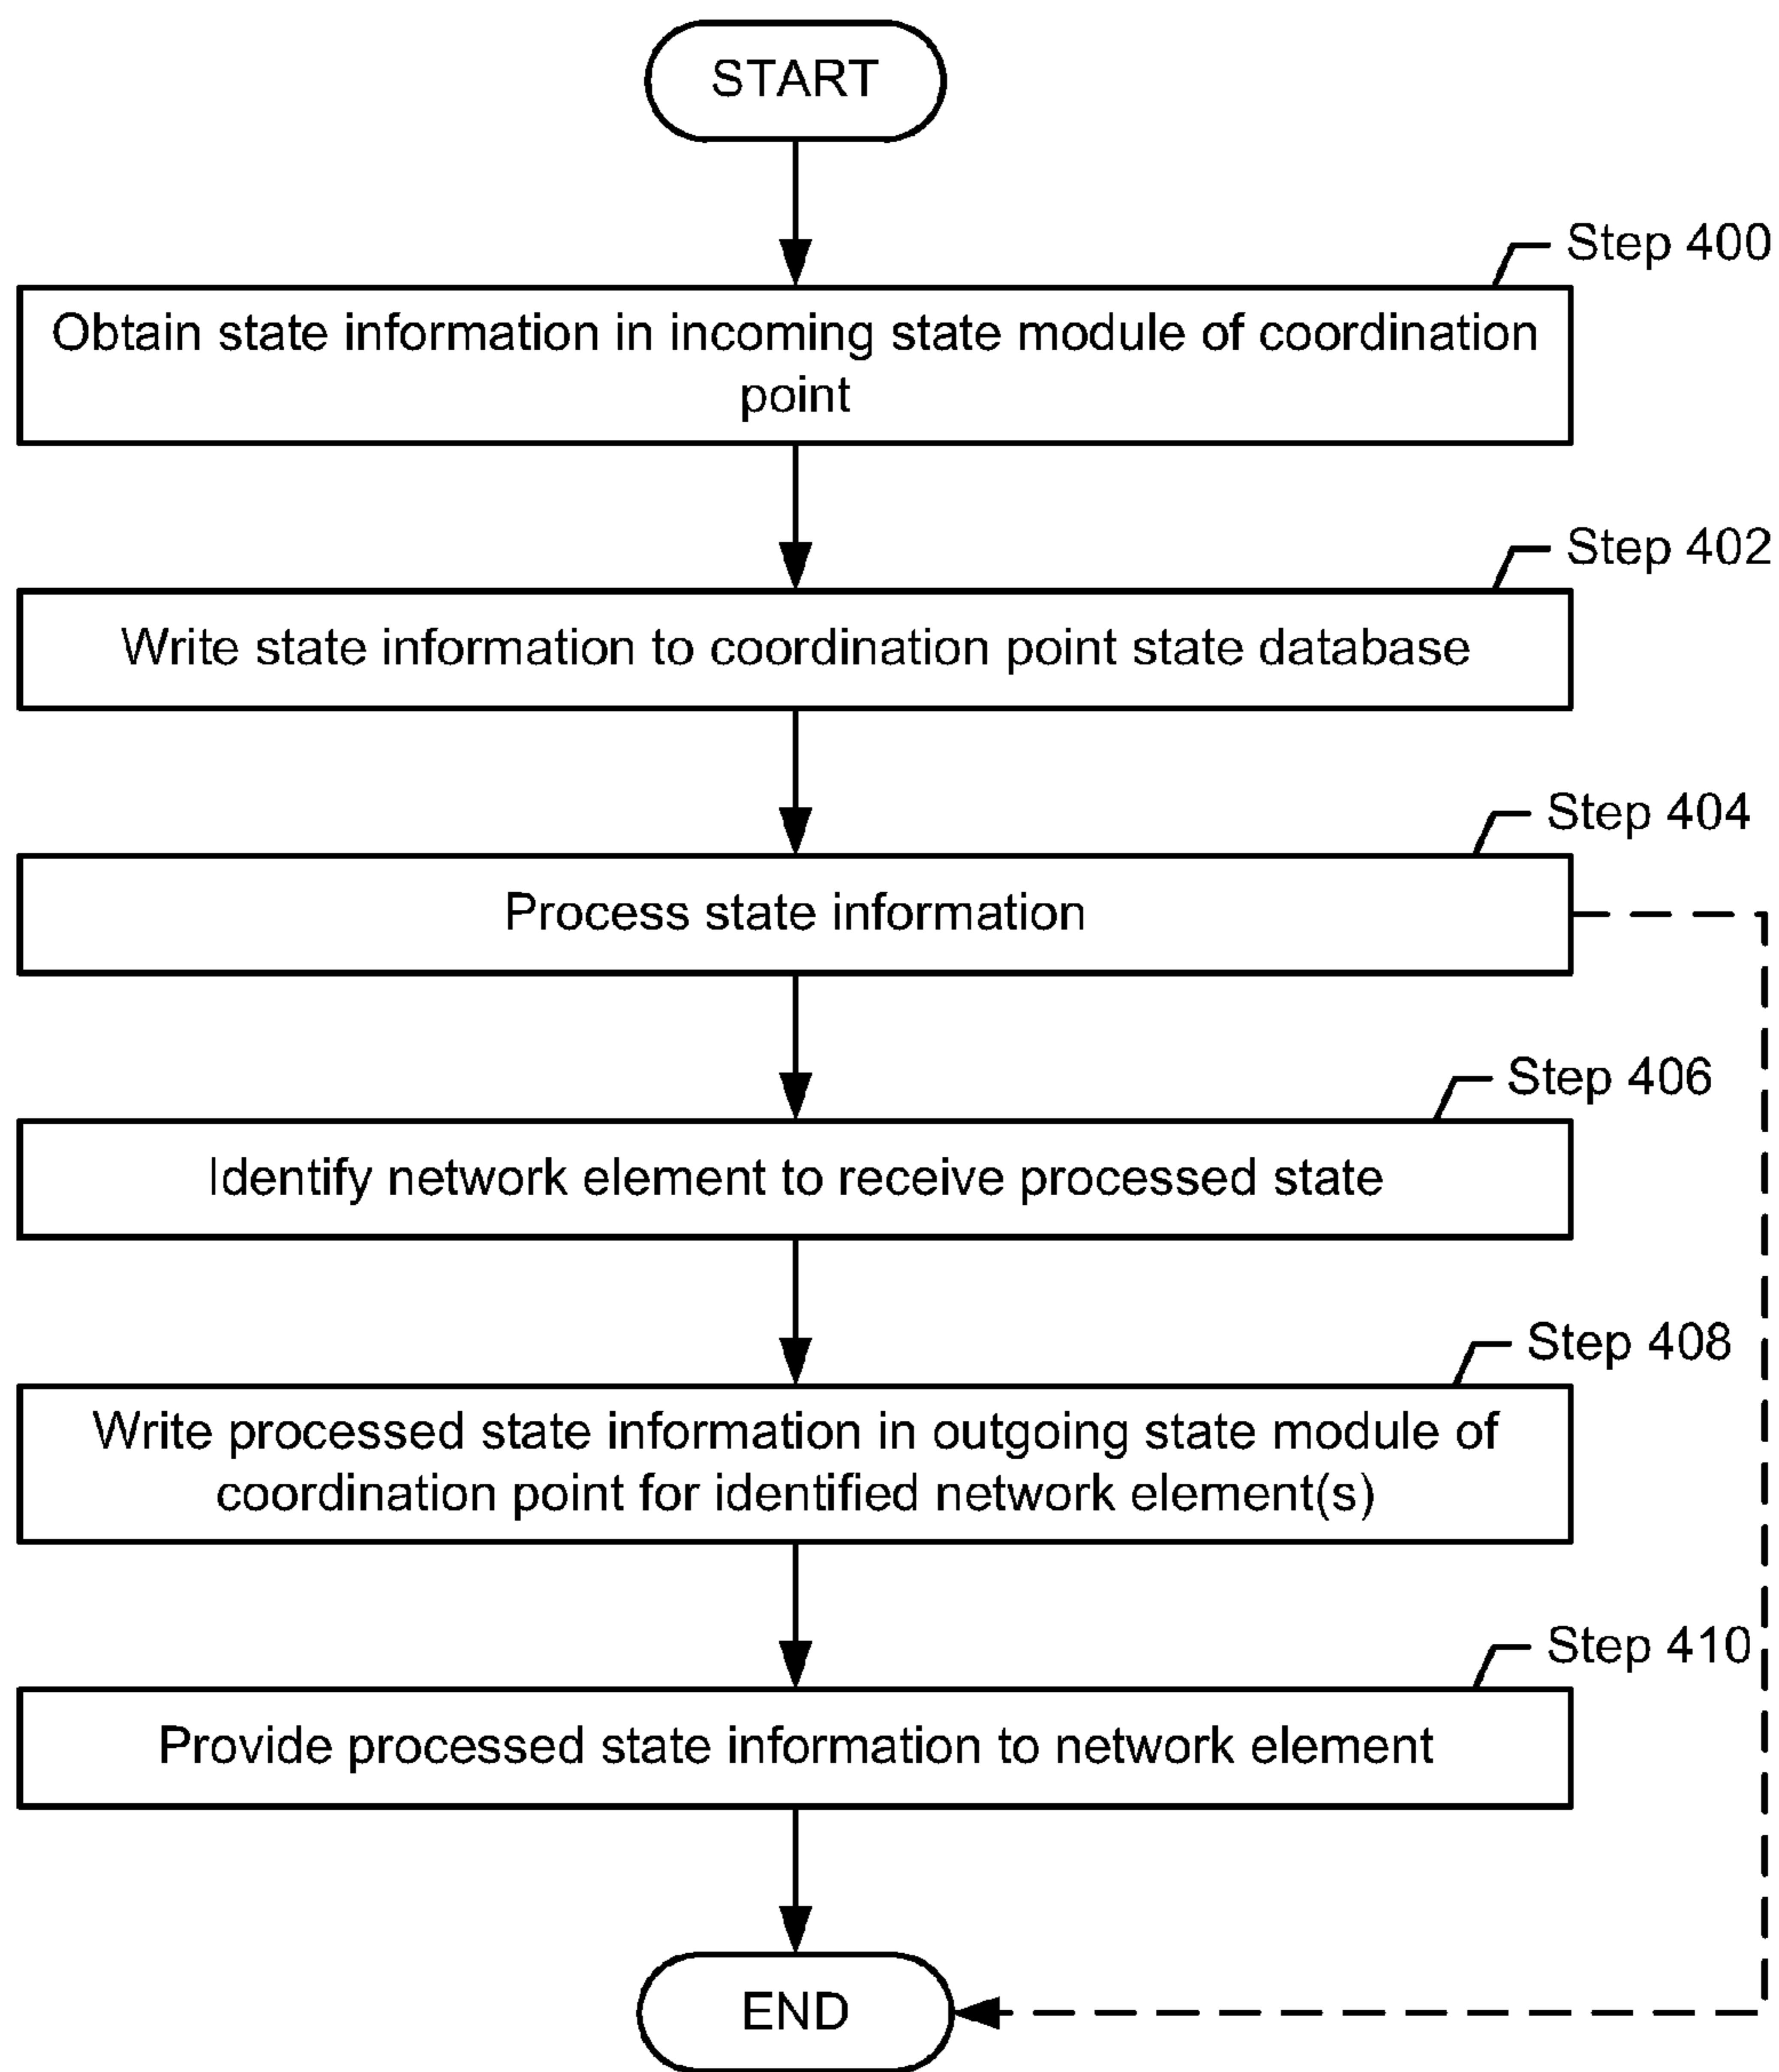 START
Step 400
Obtain state information in incoming state module of coordination
point
Step 402
Write state information to coordination point state database
Step 404
Process state information
Step 406
Identify network element to receive processed state
Step 408
Write processed state information in outgoing state module of
coordination point for identified network element(s)
Step 410
Provide processed state information to network element
END